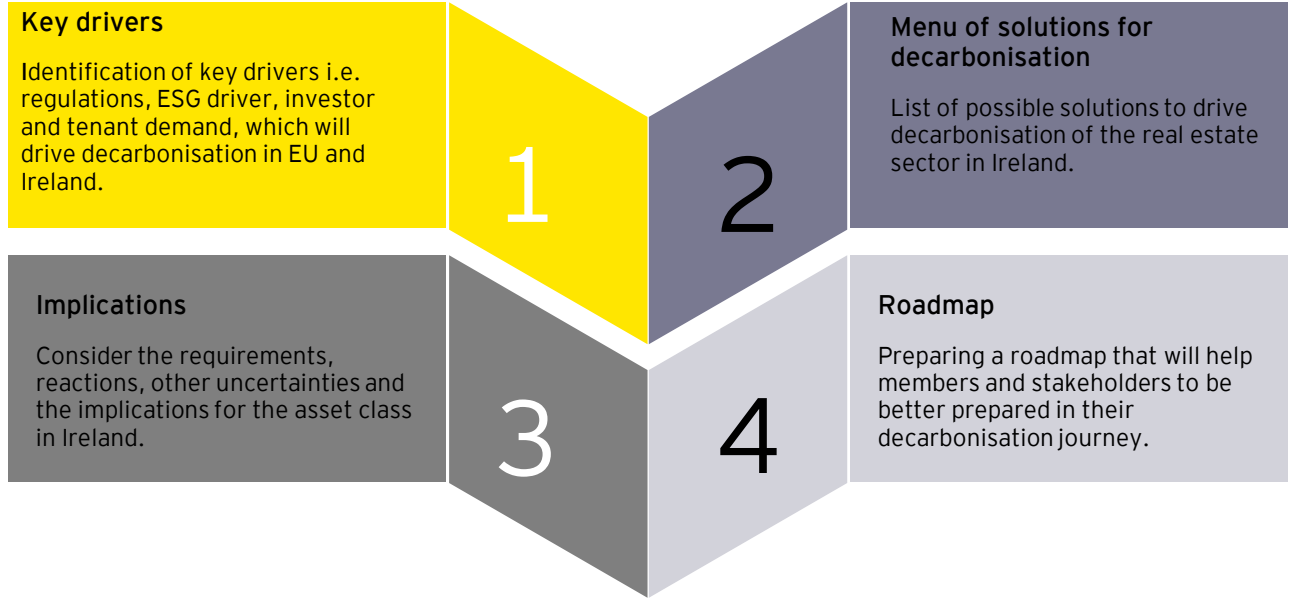 Key drivers
Identification of key drivers i.e.
regulations, ESG driver, investor
and tenant demand, which will
drive decarbonisation in EU and
Ireland.
1
2
Menu of solutions for
decarbonisation
List of possible solutions to drive
decarbonisation of the real estate
sector in Ireland.
Implications
Consider the requirements,
reactions, other uncertainties and
the implications for the asset class
in Ireland.
3
4
Roadmap
Preparing a roadmap that will help
members and stakeholders to be
better prepared in their
decarbonisation journey.